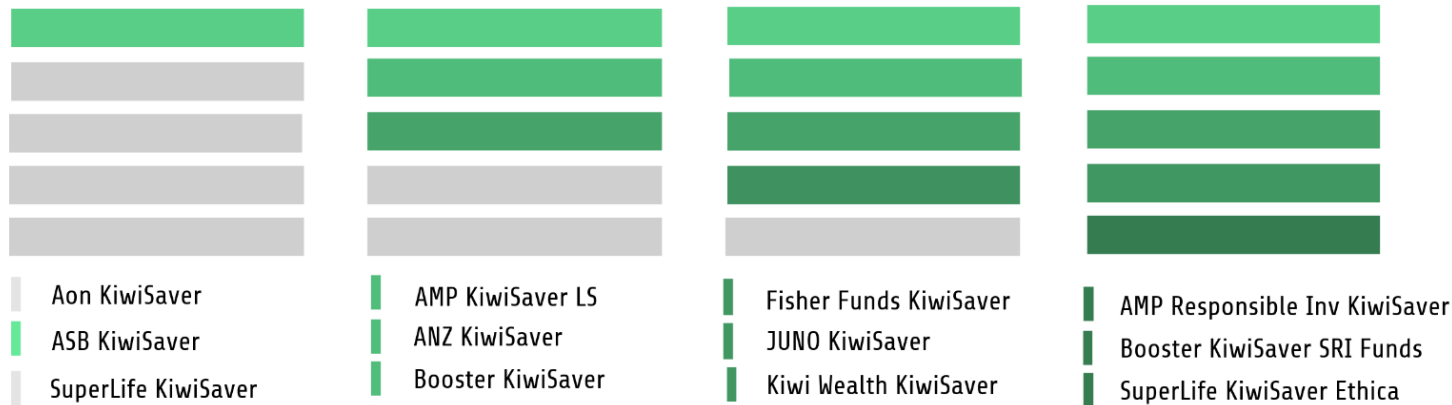 Aon KiwiSaver
ASB KiwiSaver
SuperLife KiwiSaver
AMP KiwiSaver LS
ANZ KiwiSaver
Booster KiwiSaver
Fisher Funds KiwiSaver
JUNO KiwiSaver
Kiwi Wealth KiwiSaver
AMP Responsible Inv KiwiSaver
Booster KiwiSaver SRI Funds
SuperLife KiwiSaver Ethica